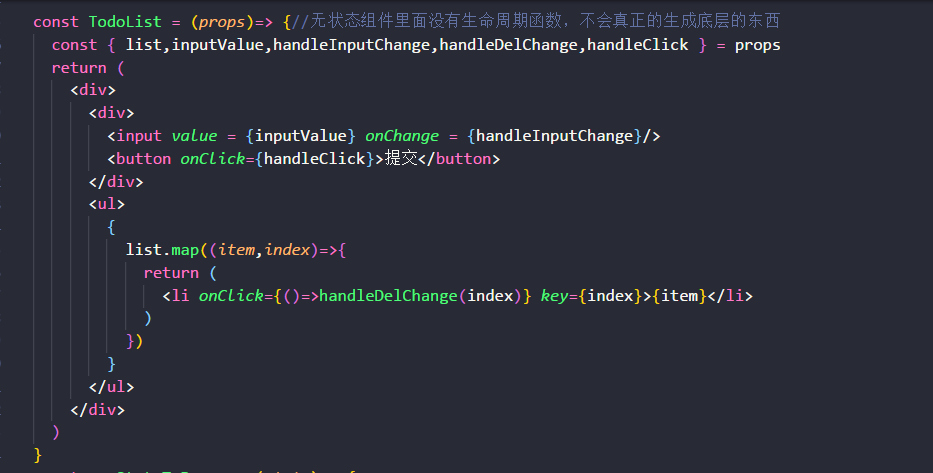 const TodoList = (props)=> {//无状态组件里面没有生命周期函数，不会真正的生成底层的东西
  const { list,inputValue,handleInputChange,handleDelChange,handleClick } = props
  return (
    <div>
      <div>
        <input value = {inputValue} onChange = {handleInputChange}/>
        <button onClick={handleClick}>提交</button>
      </div>
      <ul>
        {
          list.map((item,index)=>{
            return (
              <li onClick={()=>handleDelChange(index)} key={index}>{item}</li>
            )
          })
        }
      </ul>
    </div>
  )
}